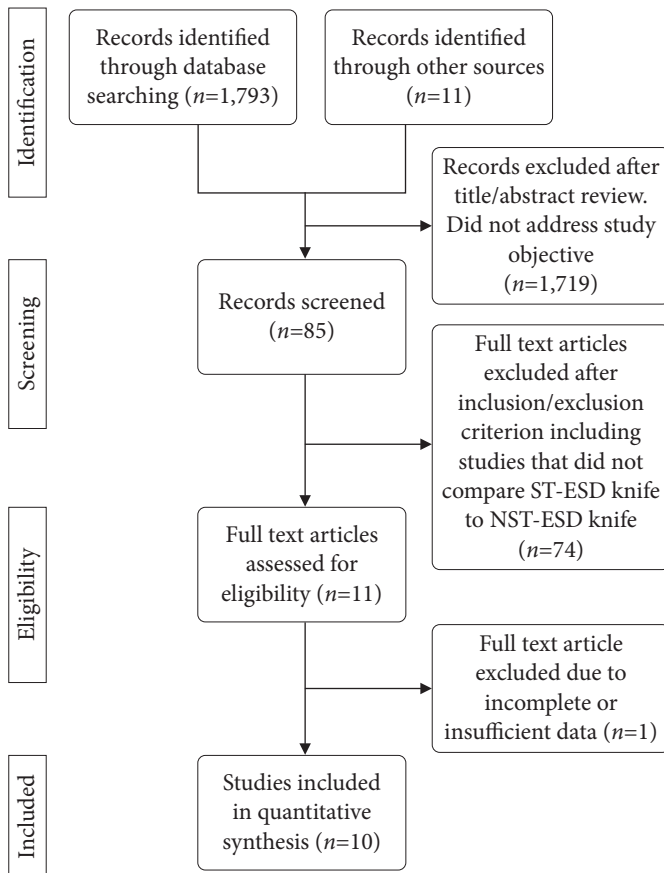 Identification
Records identified
through database
searching (n=1,793)
Records identified
through other sources
(n=11)
Records excluded after
title/abstract review.
Did not address study
objective
(n=1,719)
Screening
Records screened
(n=85)
Full text articles
excluded after
inclusion/exclusion
criterion including
studies that did not
compare ST-ESD knife
to NST-ESD knife
(n=74)
Eligibility
Full text articles
assessed for
eligibility (n=11)
Full text article
excluded due to
incomplete or
insufficient data (n=1)
Included
Studies included
in quantitative
synthesis (n=10)